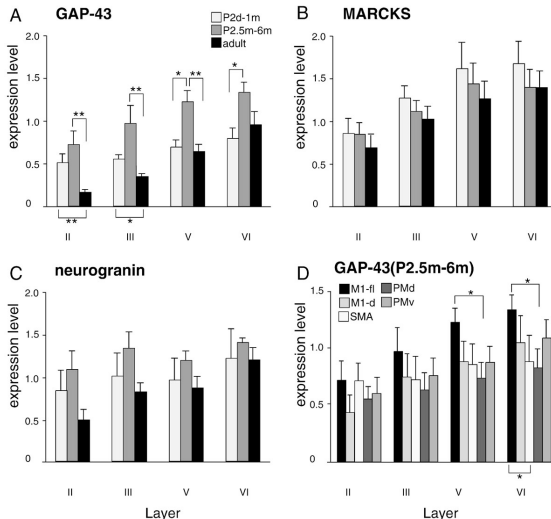 A GAP-43
P2d-1m
P2.5m-6m
adult
expression level
2.0
1.5
1.0
0.5
0
**
**
* **
*
**
*
II III V VI
B MARCKS
expression level
2.0
1.5
1.0
0.5
0
II III V VI
C neurogranin
expression level
2.0
1.5
1.0
0.5
0
II III V VI
Layer
D GAP-43(P2.5m-6m)
M1-fl PMd
M1-d PMv
SMA
expression level
1.5
1.0
0.5
0
*
*
*
II III V VI
Layer